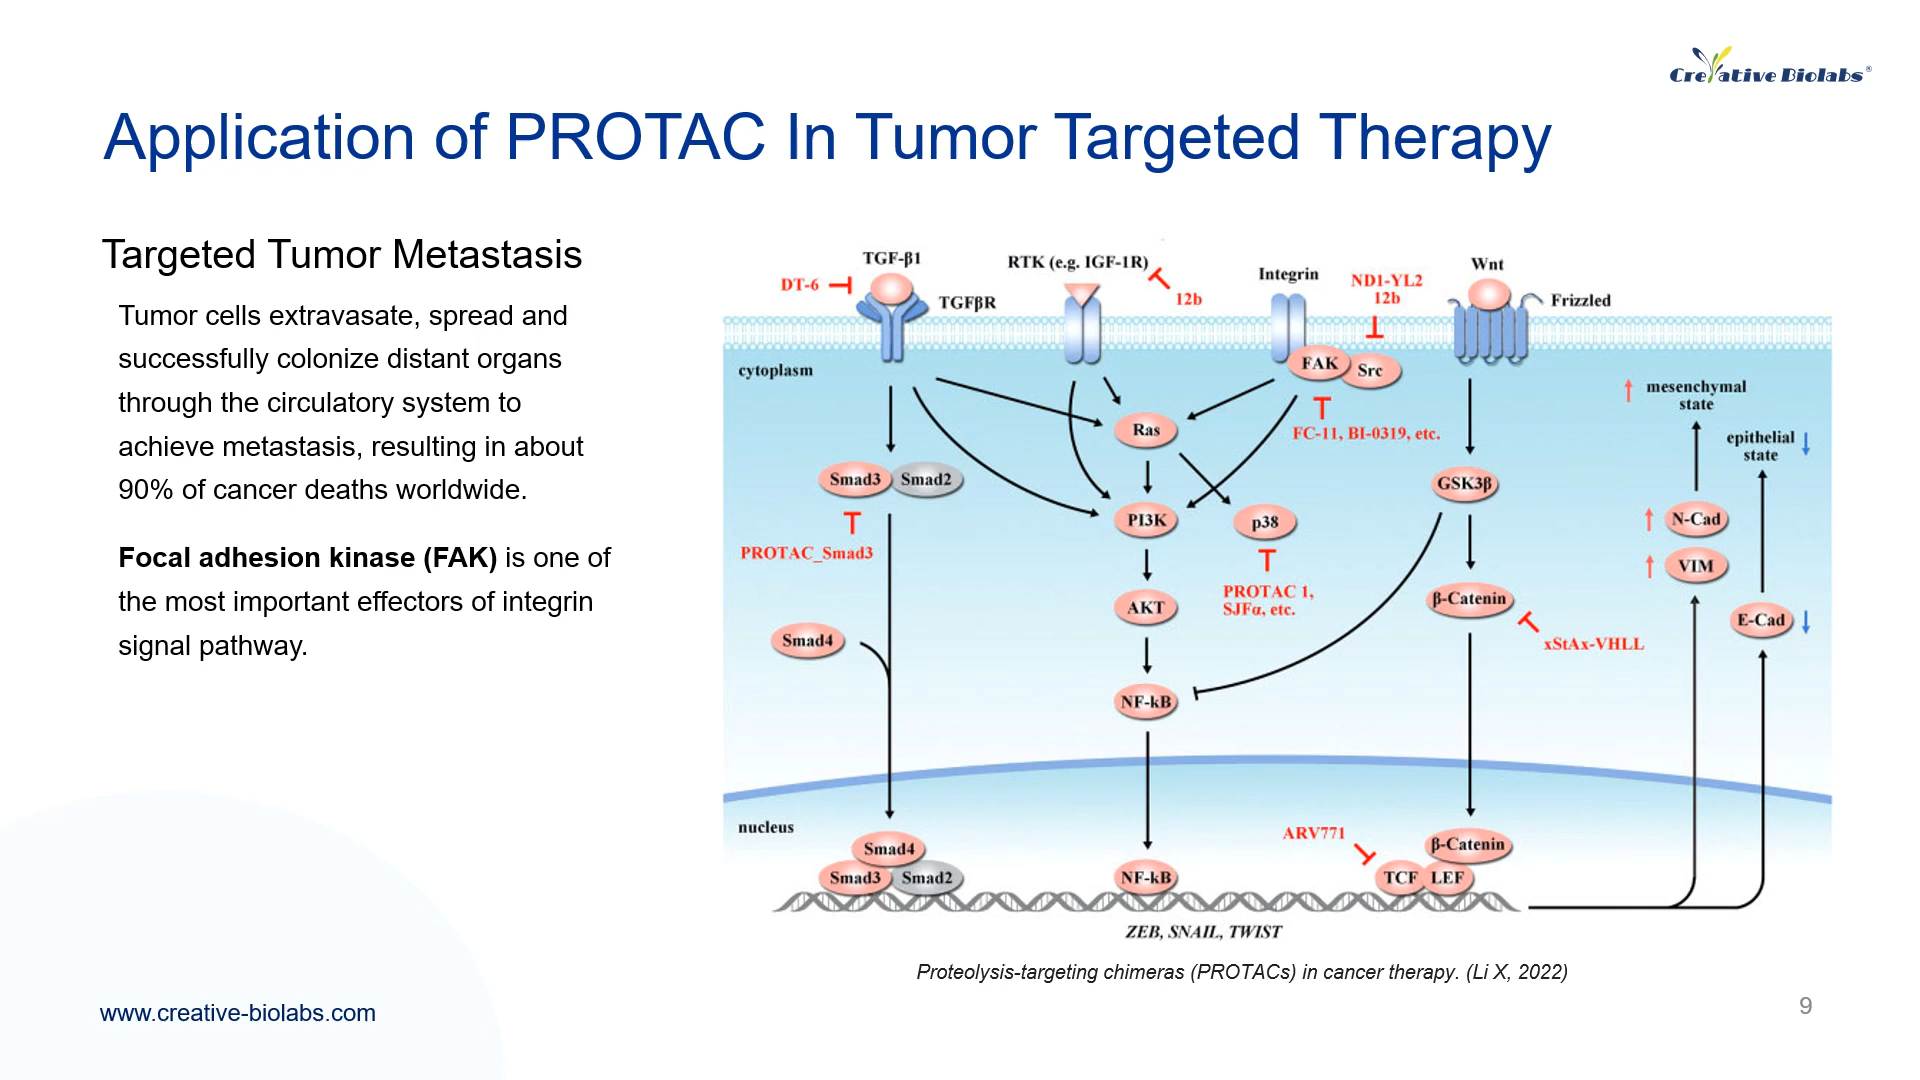 Creative Biolabs®
Application of PROTAC In Tumor Targeted Therapy
Targeted Tumor Metastasis
Tumor cells extravasate, spread and
successfully colonize distant organs
through the circulatory system to
achieve metastasis, resulting in about
90% of cancer deaths worldwide.
Focal adhesion kinase (FAK) is one of
the most important effectors of integrin
signal pathway.
TGF-β1
DT-6
TGFβR
RTK (e.g. IGF-1R)
12b
Integrin
ND1-YL2
12b
Wnt
Frizzled
cytoplasm
FAK
Src
FC-11, BI-0319, etc.
mesenchymal
state
epithelial
state
Ras
Smad3
Smad2
PROTAC_Smad3
PI3K
p38
PROTAC 1,
SJFα, etc.
GSK3β
N-Cad
VIM
AKT
β-Catenin
xStAx-VHLL
E-Cad
Smad4
NF-kB
nucleus
Smad4
Smad3
Smad2
NF-kB
ARV771
β-Catenin
TCF
LEF
ZEB, SNAIL, TWIST
Proteolysis-targeting chimeras (PROTACs) in cancer therapy. (Li X, 2022)
www.creative-biolabs.com
9